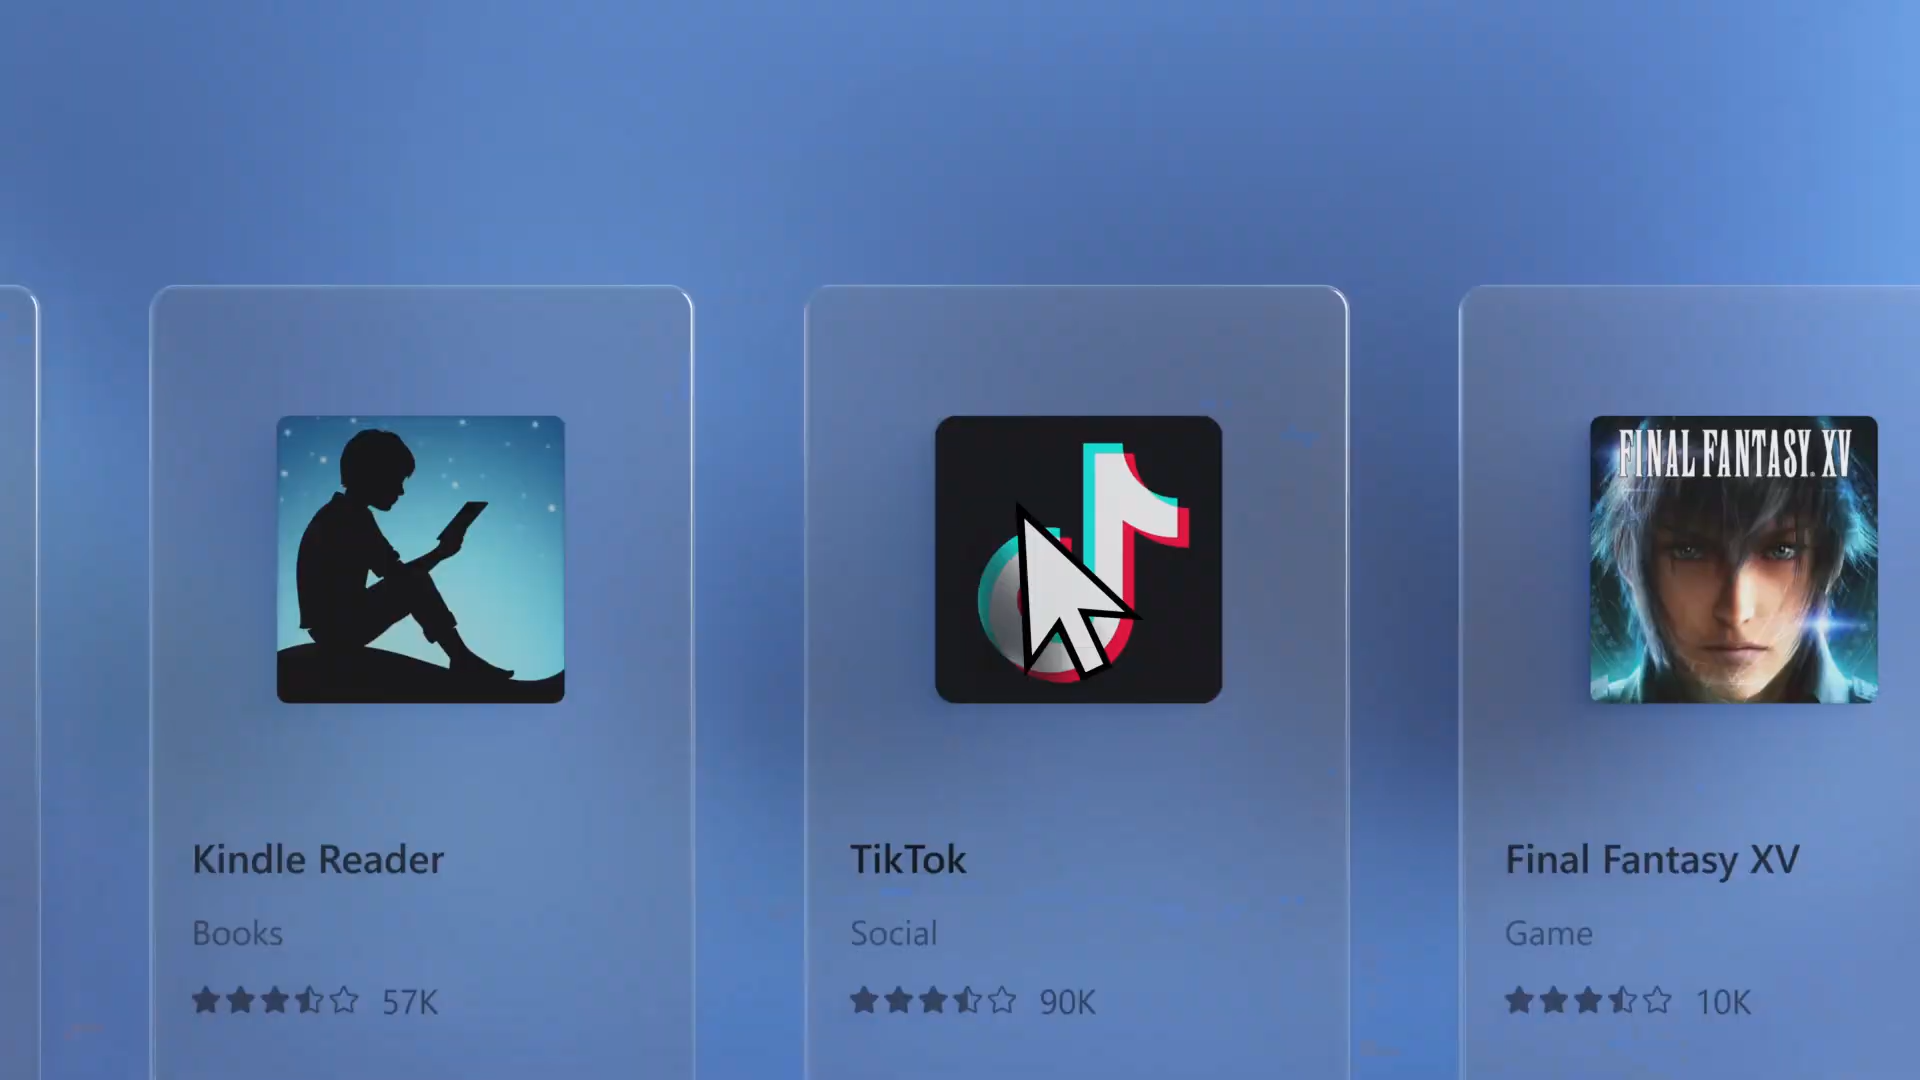 FINAL FANTASY XV
Kindle Reader
Books
57K
TikTok
Social
90K
Final Fantasy XV
Game
10K